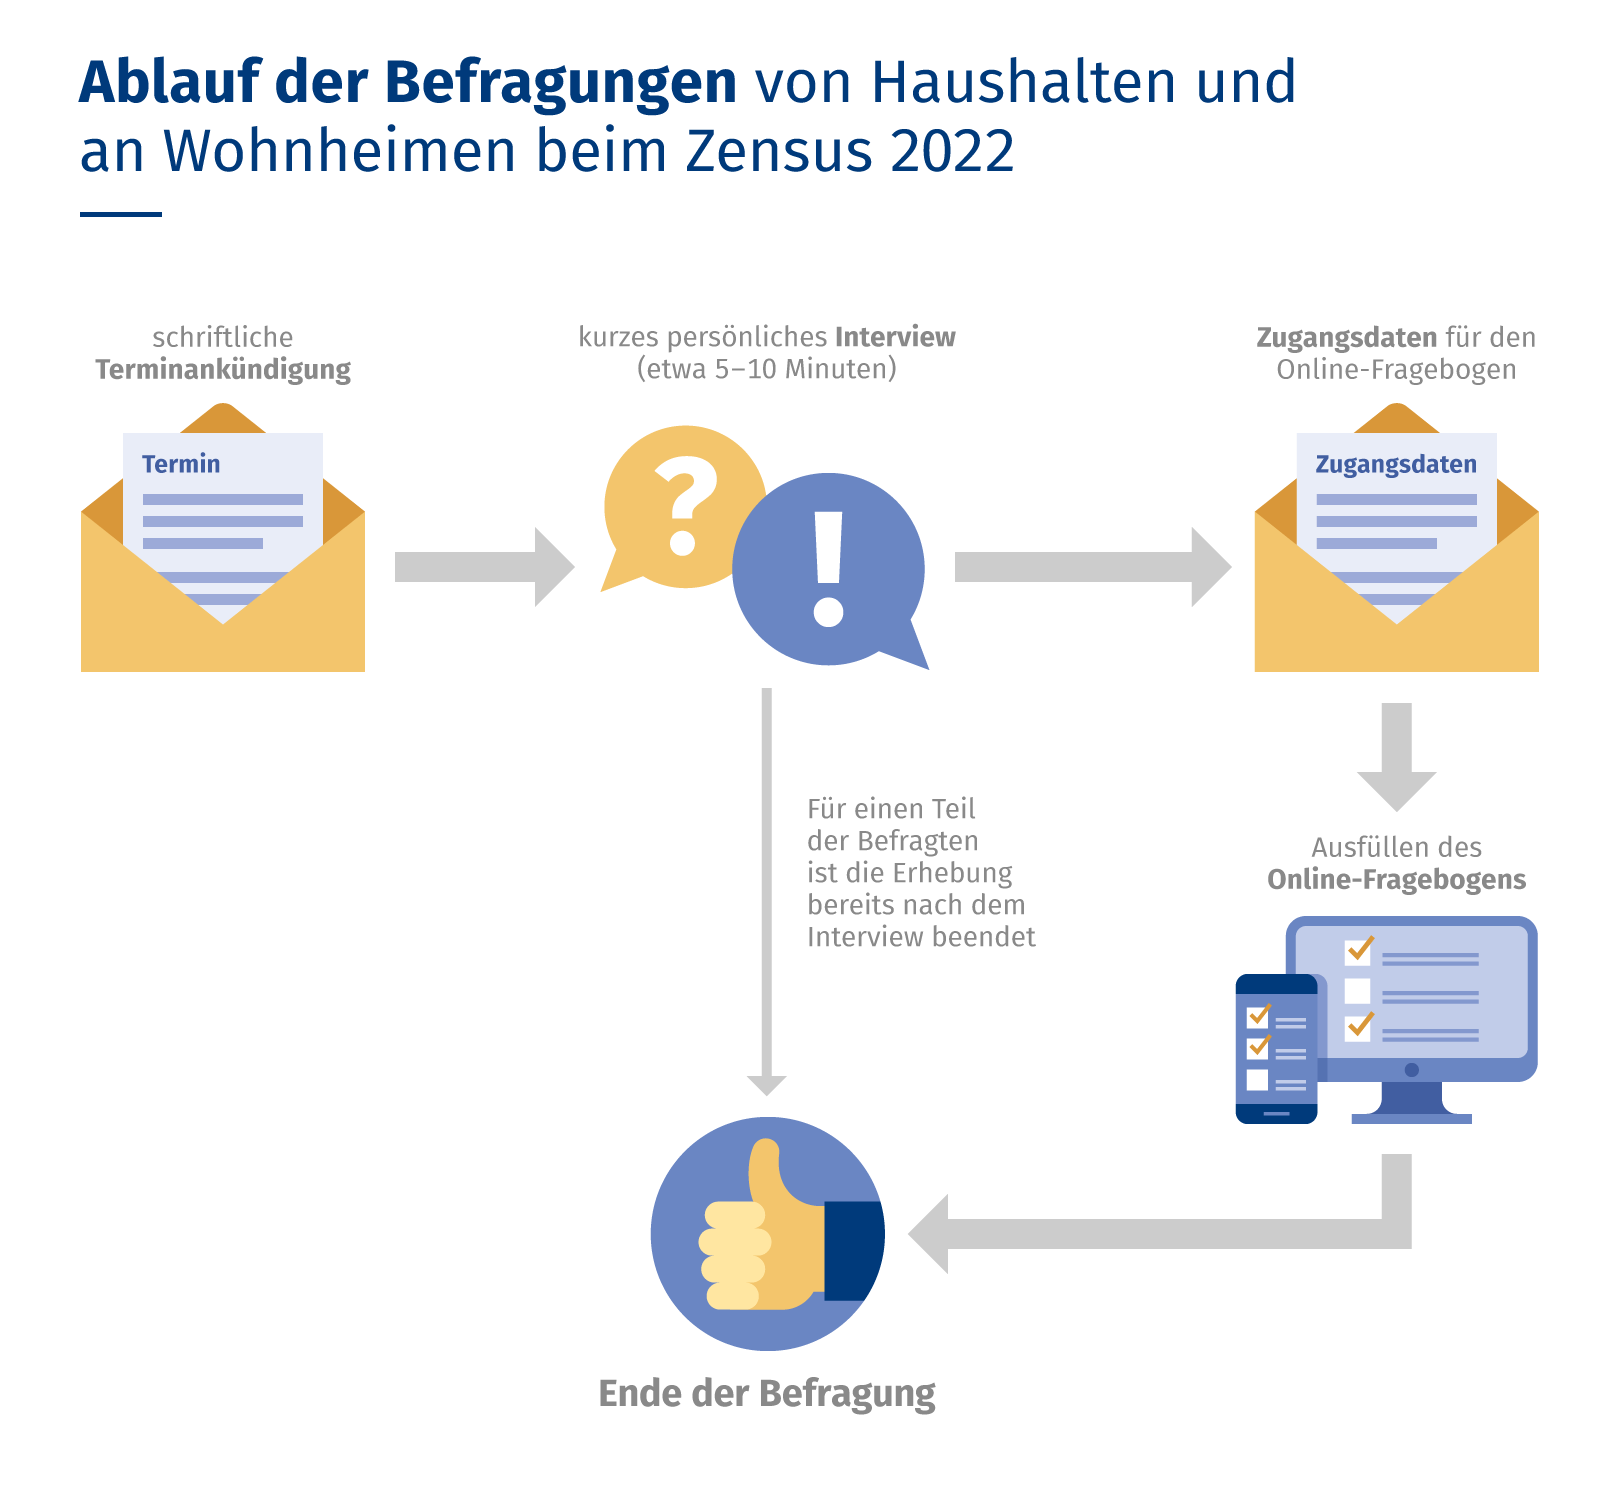 Ablauf der Befragungen von Haushalten und
an Wohnheimen beim Zensus 2022
schriftliche
Terminankündigung
Termin
kurzes persönliches Interview
(etwa 5–10 Minuten)
?
!
Zugangsdaten für den
Online-Fragebogen
Zugangsdaten
Für einen Teil
der Befragten
ist die Erhebung
bereits nach dem
Interview beendet
Ausfüllen des
Online-Fragebogens
Ende der Befragung